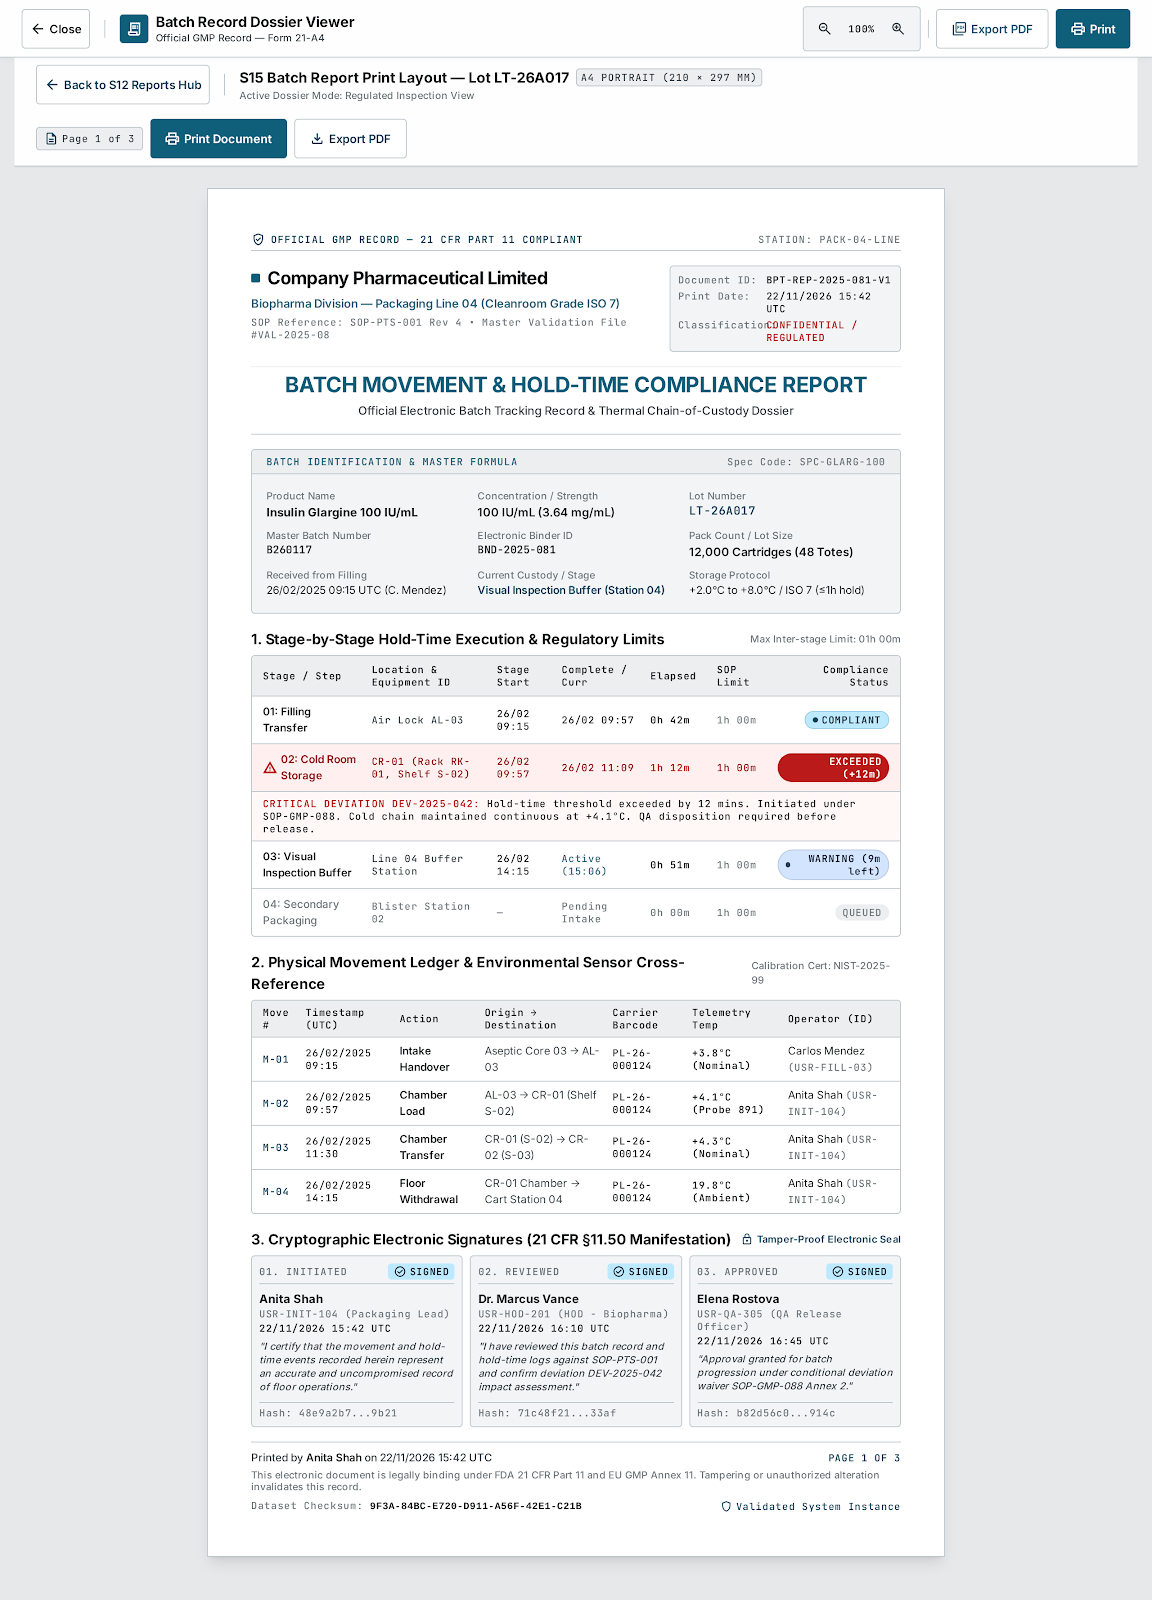 Close
Batch Record Dossier Viewer
Official GMP Record — Form 21-A4
100%
Export PDF
Print
Back to S12 Reports Hub
S15 Batch Report Print Layout — Lot LT-26A017
A4 PORTRAIT (210 × 297 MM)
Active Dossier Mode: Regulated Inspection View
Page 1 of 3
Print Document
Export PDF
OFFICIAL GMP RECORD — 21 CFR PART 11 COMPLIANT
STATION: PACK-04-LINE
Company Pharmaceutical Limited
Biopharma Division — Packaging Line 04 (Cleanroom Grade ISO 7)
SOP Reference: SOP-PTS-001 Rev 4 • Master Validation File
#VAL-2025-08
Document ID: BPT-REP-2025-081-V1
Print Date: 22/11/2026 15:42
UTC
Classification: CONFIDENTIAL /
REGULATED
BATCH MOVEMENT & HOLD-TIME COMPLIANCE REPORT
Official Electronic Batch Tracking Record & Thermal Chain-of-Custody Dossier
BATCH IDENTIFICATION & MASTER FORMULA
Spec Code: SPC-GLARG-100
Product Name
Insulin Glargine 100 IU/mL
Concentration / Strength
100 IU/mL (3.64 mg/mL)
Lot Number
LT-26A017
Master Batch Number
B260117
Electronic Binder ID
BND-2025-081
Pack Count / Lot Size
12,000 Cartridges (48 Totes)
Received from Filling
26/02/2025 09:15 UTC (C. Mendez)
Current Custody / Stage
Visual Inspection Buffer (Station 04)
Storage Protocol
+2.0°C to +8.0°C / ISO 7 (≤1h hold)
1. Stage-by-Stage Hold-Time Execution & Regulatory Limits
Max Inter-stage Limit: 01h 00m
Stage / Step
Location &
Equipment ID
Stage
Start
Complete /
Curr
Elapsed
SOP
Limit
Compliance
Status
01: Filling
Transfer
Air Lock AL-03
26/02
09:15
26/02 09:57
0h 42m
1h 00m
COMPLIANT
02: Cold Room
Storage
CR-01 (Rack RK-
01, Shelf S-02)
26/02
09:57
26/02 11:09
1h 12m
1h 00m
EXCEEDED
(+12m)
CRITICAL DEVIATION DEV-2025-042: Hold-time threshold exceeded by 12 mins. Initiated under
SOP-GMP-088. Cold chain maintained continuous at +4.1°C. QA disposition required before
release.
03: Visual
Inspection Buffer
Line 04 Buffer
Station
26/02
14:15
Active
(15:06)
0h 51m
1h 00m
WARNING (9m
left)
04: Secondary
Packaging
Blister Station
02
—
Pending
Intake
0h 00m
1h 00m
QUEUED
2. Physical Movement Ledger & Environmental Sensor Cross-
Reference
Calibration Cert: NIST-2025-
99
Move
#
Timestamp
(UTC)
Action
Origin →
Destination
Carrier
Barcode
Telemetry
Temp
Operator (ID)
M-01
26/02/2025
09:15
Intake
Handover
Aseptic Core 03 → AL-
03
PL-26-
000124
+3.8°C
(Nominal)
Carlos Mendez
(USR-FILL-03)
M-02
26/02/2025
09:57
Chamber
Load
AL-03 → CR-01 (Shelf
S-02)
PL-26-
000124
+4.1°C
(Probe 891)
Anita Shah (USR-
INIT-104)
M-03
26/02/2025
11:30
Chamber
Transfer
CR-01 (S-02) → CR-
02 (S-03)
PL-26-
000124
+4.3°C
(Nominal)
Anita Shah (USR-
INIT-104)
M-04
26/02/2025
14:15
Floor
Withdrawal
CR-01 Chamber →
Cart Station 04
PL-26-
000124
19.8°C
(Ambient)
Anita Shah (USR-
INIT-104)
3. Cryptographic Electronic Signatures (21 CFR §11.50 Manifestation)
Tamper-Proof Electronic Seal
01. INITIATED
SIGNED
Anita Shah
USR-INIT-104 (Packaging Lead)
22/11/2026 15:42 UTC
"I certify that the movement and hold-
time events recorded herein represent
an accurate and uncompromised record
of floor operations."
Hash: 48e9a2b7...9b21
02. REVIEWED
SIGNED
Dr. Marcus Vance
USR-HOD-201 (HOD - Biopharma)
22/11/2026 16:10 UTC
"I have reviewed this batch record and
hold-time logs against SOP-PTS-001
and confirm deviation DEV-2025-042
impact assessment."
Hash: 71c48f21...33af
03. APPROVED
SIGNED
Elena Rostova
USR-QA-305 (QA Release
Officer)
22/11/2026 16:45 UTC
"Approval granted for batch
progression under conditional deviation
waiver SOP-GMP-088 Annex 2."
Hash: b82d56c0...914c
Printed by Anita Shah on 22/11/2026 15:42 UTC
PAGE 1 OF 3
This electronic document is legally binding under FDA 21 CFR Part 11 and EU GMP Annex 11. Tampering or unauthorized alteration
invalidates this record.
Dataset Checksum: 9F3A-84BC-E720-D911-A56F-42E1-C21B
Validated System Instance